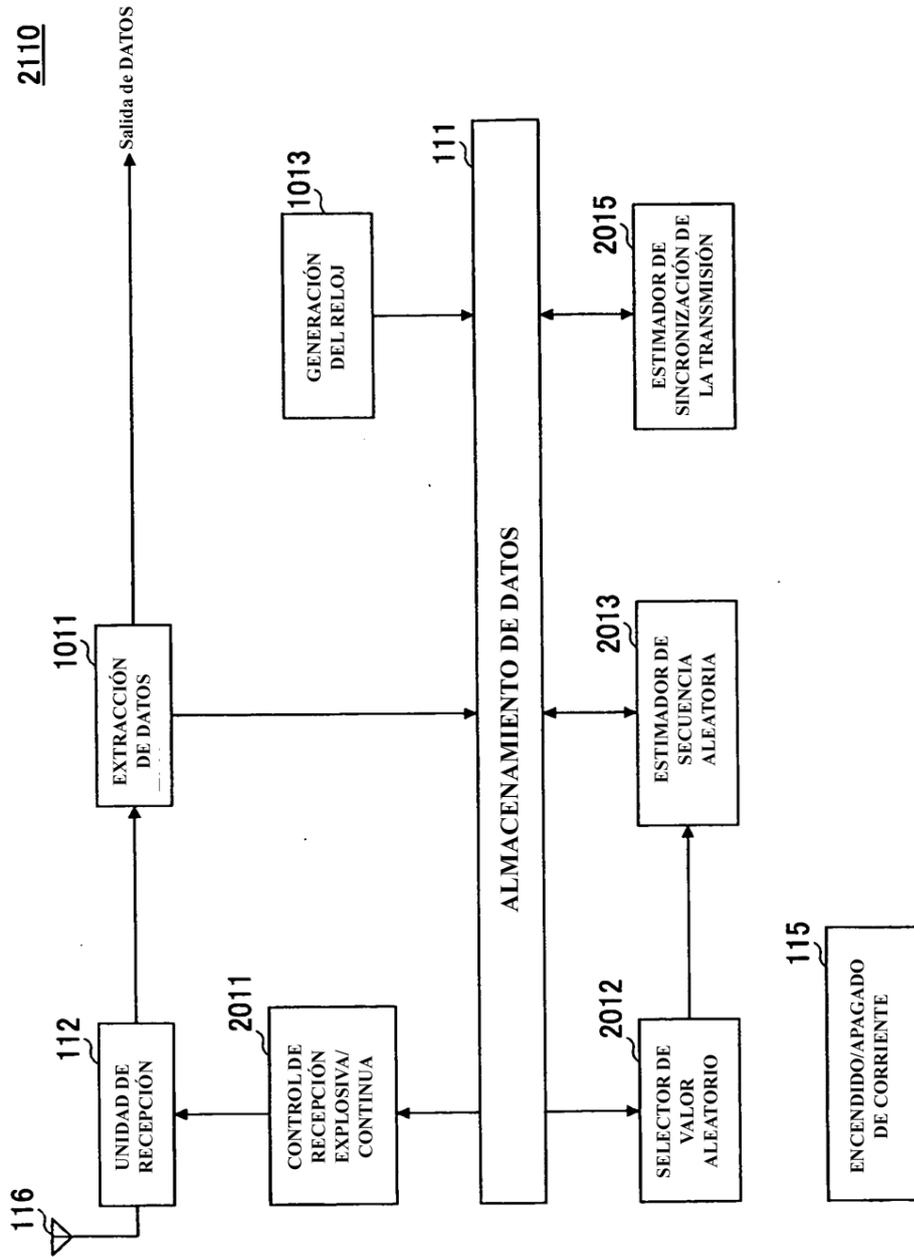 2110
116
112
UNIDAD DE
RECEPCIÓN
1011
EXTRACCIÓN
DE DATOS
Salida de DATOS
2011
CONTROL DE
RECEPCIÓN
EXPLOSIVA/
CONTINUA
1013
GENERACIÓN
DEL RELOJ
111
ALMACENAMIENTO DE DATOS
2012
SELECTOR DE
VALOR
ALEATORIO
2013
ESTIMADOR DE
SECUENCIA
ALEATORIA
2015
ESTIMADOR DE
SINCRONIZACIÓN DE
LA TRANSMISIÓN
115
ENCENDIDO/APAGADO
DE CORRIENTE